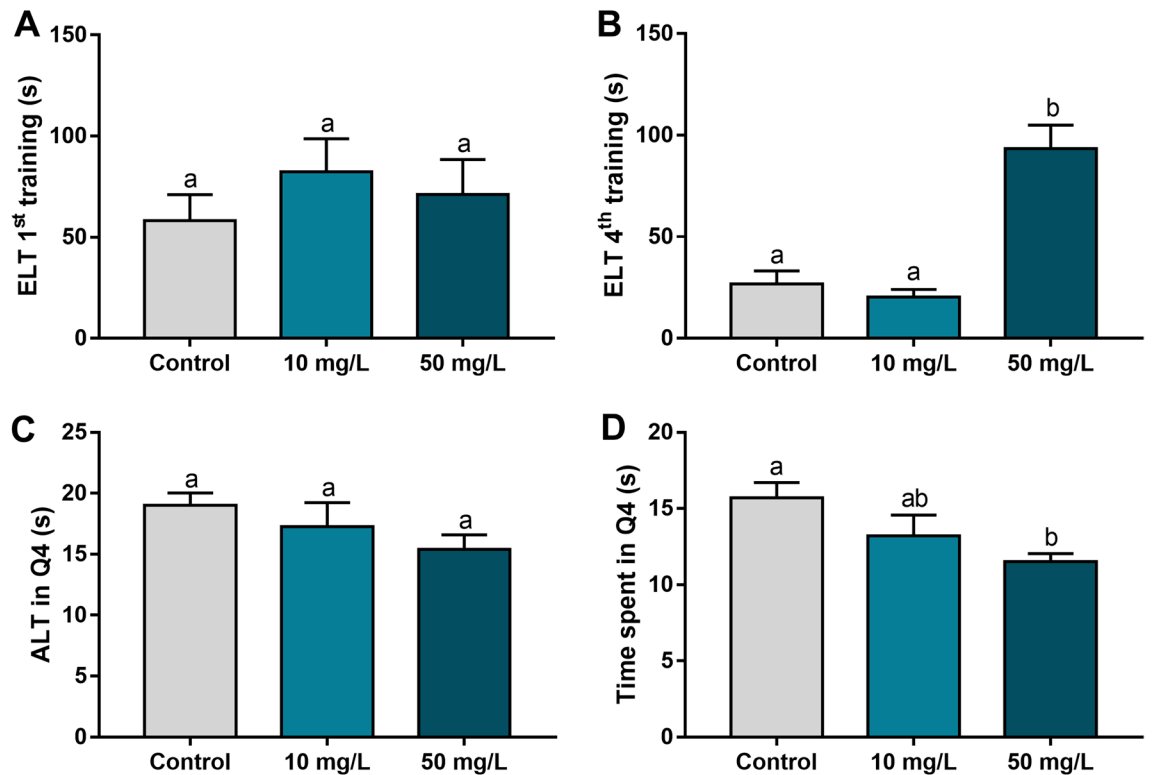 A
ELT 1st training (s)
150
100
50
0
a
a
a
Control
10 mg/L
50 mg/L
B
ELT 4th training (s)
150
100
50
0
a
a
b
Control
10 mg/L
50 mg/L
C
ALT in Q4 (s)
25
20
15
10
5
0
a
a
a
Control
10 mg/L
50 mg/L
D
Time spent in Q4 (s)
20
15
10
5
0
a
ab
b
Control
10 mg/L
50 mg/L